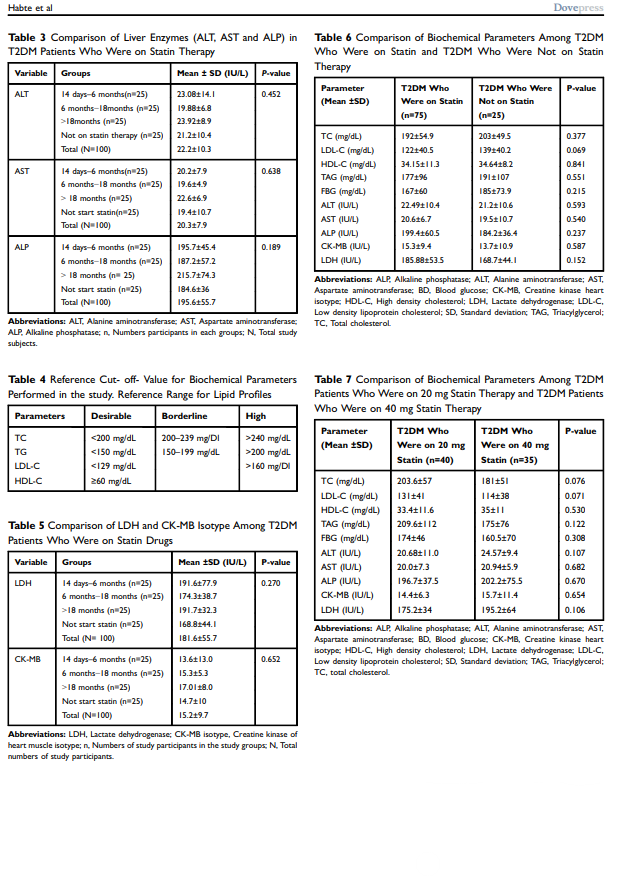 Habte et al
Dovepress
Table 3 Comparison of Liver Enzymes (ALT, AST and ALP) in
T2DM Patients Who Were on Statin Therapy
Variable Groups Mean ± SD (IU/L) P-value
ALT 14 days–6 months(n=25) 23.08±14.1 0.452
6 months–18months (n=25) 19.88±6.8
>18months (n=25) 23.92±8.9
Not on statin therapy (n=25) 21.2±10.4
Total (N=100) 22.2±10.3
AST 14 days–6 months(n=25) 20.2±7.9 0.638
6 months–18 months (n=25) 19.6±4.9
> 18 months (n=25) 22.6±6.9
Not start statin(n=25) 19.4±10.7
Total (N=100) 20.3±7.9
ALP 14 days–6 months (n=25) 195.7±45.4 0.189
6 months–18 months (n=25) 187.2±57.2
> 18 months (n= 25) 215.7±74.3
Not start statin (n=25) 184.6±36
Total (N=100) 195.6±55.7
Abbreviations: ALT, Alanine aminotransferase; AST, Aspartate aminotransferase;
ALP, Alkaline phosphatase; n, Numbers participants in each groups; N, Total study
subjects.
Table 4 Reference Cut- off- Value for Biochemical Parameters
Performed in the study. Reference Range for Lipid Profiles
Parameters Desirable Borderline High
TC <200 mg/dL 200–239 mg/Dl >240 mg/dL
TG <150 mg/dL 150–199 mg/dL >200 mg/dL
LDL-C <129 mg/dL >160 mg/Dl
HDL-C ≥60 mg/dL
Table 5 Comparison of LDH and CK-MB Isotype Among T2DM
Patients Who Were on Statin Drugs
Variable Groups Mean ±SD (IU/L) P-value
LDH 14 days–6 months (n=25) 191.6±77.9 0.270
6 months–18 months (n=25) 174.3±38.7
>18 months (n=25) 191.7±32.3
Not start statin (n=25) 168.8±44.1
Total (N= 100) 181.6±55.7
CK-MB 14 days–6 months (n=25) 13.6±13.0 0.652
6 months–18 months (n=25) 15.3±5.3
>18 months (n=25) 17.01±8.0
Not start statin (n=25) 14.7±10
Total (N=100) 15.2±9.7
Abbreviations: LDH, Lactate dehydrogenase; CK-MB isotype, Creatine kinase of
heart muscle isotype; n, Numbers of study participants in the study groups; N, Total
numbers of study participants.
Table 6 Comparison of Biochemical Parameters Among T2DM
Who Were on Statin and T2DM Who Were Not on Statin
Therapy
Parameter T2DM Who T2DM Who Were P-value
(Mean ±SD) Were on Statin Not on Statin
(n=75) (n=25)
TC (mg/dL) 192±54.9 203±49.5 0.377
LDL-C (mg/dL) 122±40.5 139±40.2 0.069
HDL-C (mg/dL) 34.15±11.3 34.64±8.2 0.841
TAG (mg/dL) 177±96 191±107 0.551
FBG (mg/dL) 167±60 185±73.9 0.215
ALT (IU/L) 22.49±10.4 21.2±10.6 0.593
AST (IU/L) 20.6±6.7 19.5±10.7 0.540
ALP (IU/L) 199.4±60.5 184.2±36.4 0.237
CK-MB (IU/L) 15.3±9.4 13.7±10.9 0.587
LDH (IU/L) 185.88±53.5 168.7±44.1 0.152
Abbreviations: ALP, Alkaline phosphatase; ALT, Alanine aminotransferase; AST,
Aspartate aminotransferase; BD, Blood glucose; CK-MB, Creatine kinase heart
isotype; HDL-C, High density cholesterol; LDH, Lactate dehydrogenase; LDL-C,
Low density lipoprotein cholesterol; SD, Standard deviation; TAG, Triacylglycerol;
TC, Total cholesterol.
Table 7 Comparison of Biochemical Parameters Among T2DM
Patients Who Were on 20 mg Statin Therapy and T2DM Patients
Who Were on 40 mg Statin Therapy
Parameter T2DM Who T2DM Who P-value
(Mean ±SD) Were on 20 mg Were on 40 mg
Statin (n=40) Statin (n=35)
TC (mg/dL) 203.6±57 181±51 0.076
LDL-C (mg/dL) 131±41 114±38 0.071
HDL-C (mg/dL) 33.4±11.6 35±11 0.530
TAG (mg/dL) 209.6±112 175±76 0.122
FBG (mg/dL) 174±46 160.5±70 0.308
ALT (IU/L) 20.68±11.0 24.57±9.4 0.107
AST (IU/L) 20.0±7.3 20.94±5.9 0.682
ALP (IU/L) 196.7±37.5 202.2±75.5 0.670
CK-MB (IU/L) 14.4±6.3 15.7±11.4 0.654
LDH (IU/L) 175.2±34 195.2±64 0.106
Abbreviations: ALP, Alkaline phosphatase; ALT, Alanine aminotransferase; AST,
Aspartate aminotransferase; BD, Blood glucose; CK-MB, Creatine kinase heart
isotype; HDL-C, High density cholesterol; LDH, Lactate dehydrogenase; LDL-C,
Low density lipoprotein cholesterol; SD, Standard deviation; TAG, Triacylglycerol;
TC, total cholesterol.